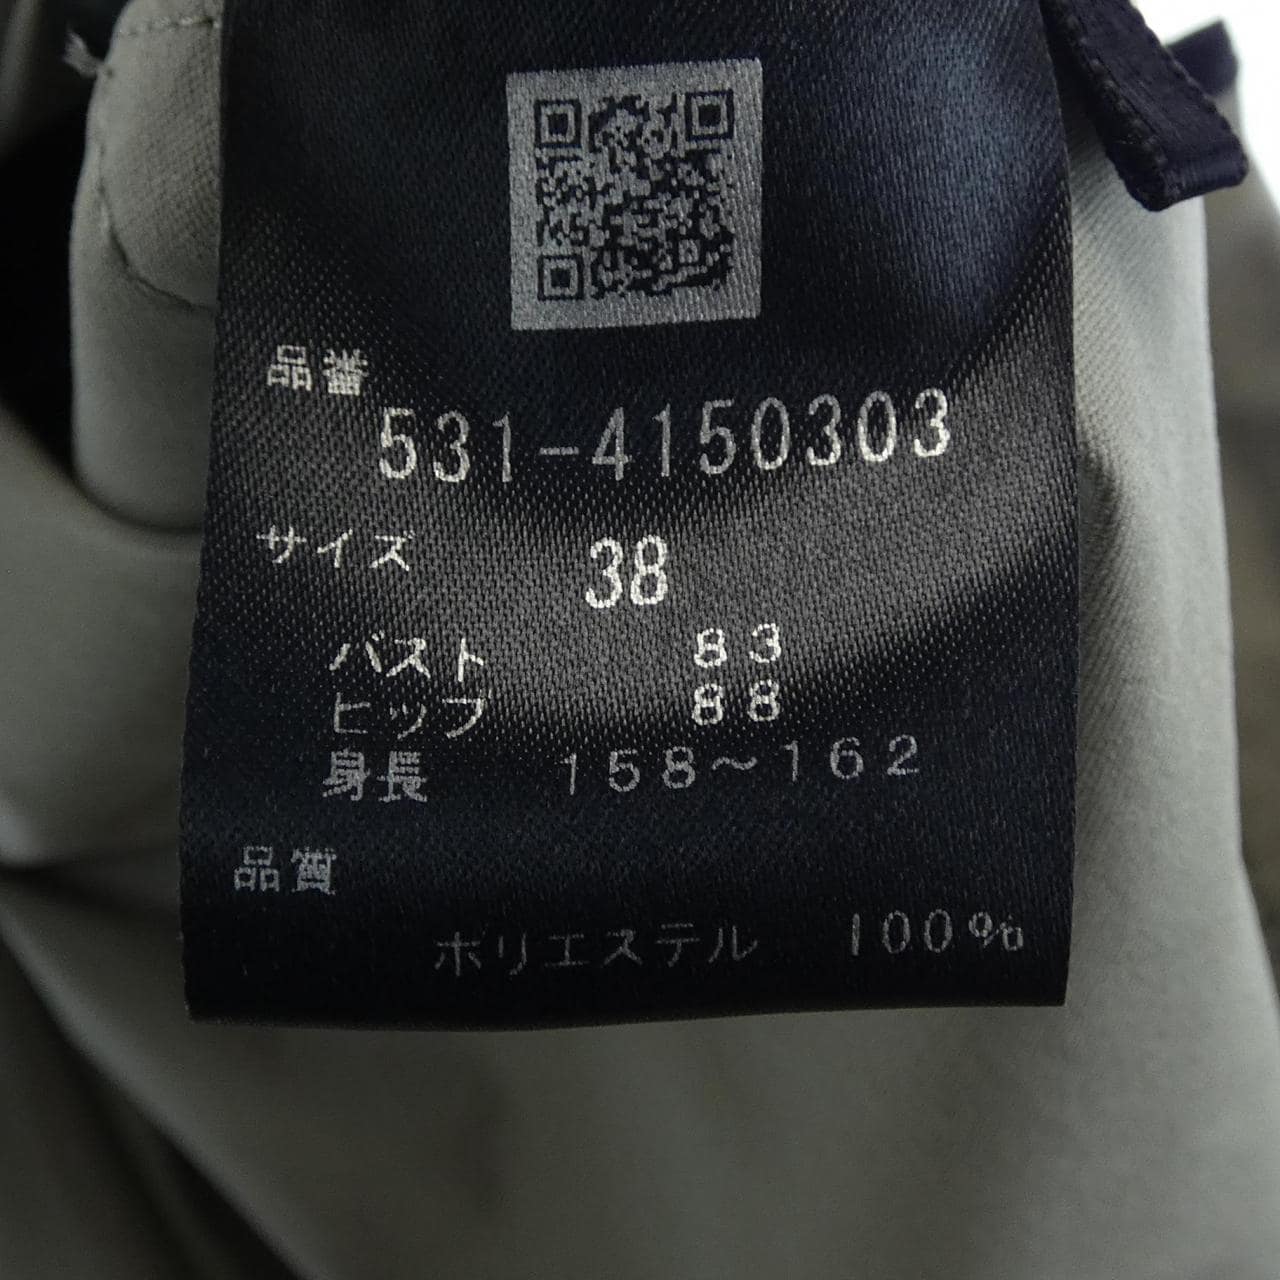 品番
531-4150303
サイズ 38
バスト 83
ヒップ 88
身長 158~162
品質
ポリエステル 100%